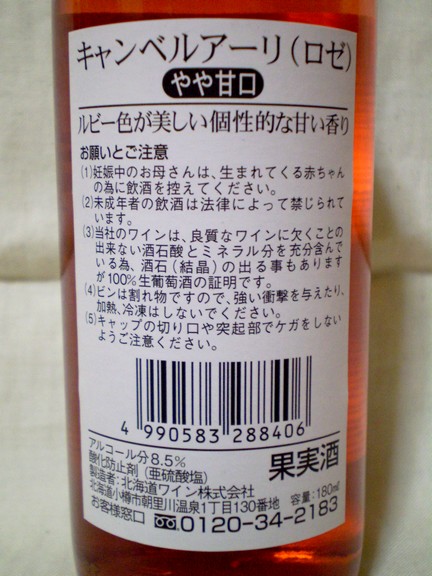 キャンベルアーリ(ロゼ)
やや甘口
ルビー色が美しい個性的な甘い香り
お願いとご注意
(1)妊娠中のお母さんは、生まれてくる赤ちゃん
の為に飲酒を控えてください。
(2)未成年者の飲酒は法律によって禁じられて
います。
(3)当社のワインは、良質なワインに欠くことの
出来ない酒石酸とミネラル分を充分含んで
いる為、酒石(結晶)の出る事もあります
が100%生葡萄酒の証明です。
(4)ビンは割れ物ですので、強い衝撃を与えたり、
加熱、冷凍はしないでください。
(5)キャップの切り口や突起部でケガをしない
ようご注意ください。
4 990583 288406
アルコール分8.5%
酸化防止剤(亜硫酸塩)
果実酒
製造者:北海道ワイン株式会社
北海道小樽市朝里川温泉1丁目130番地 容量:180ml
お客様窓口 0120-34-2183